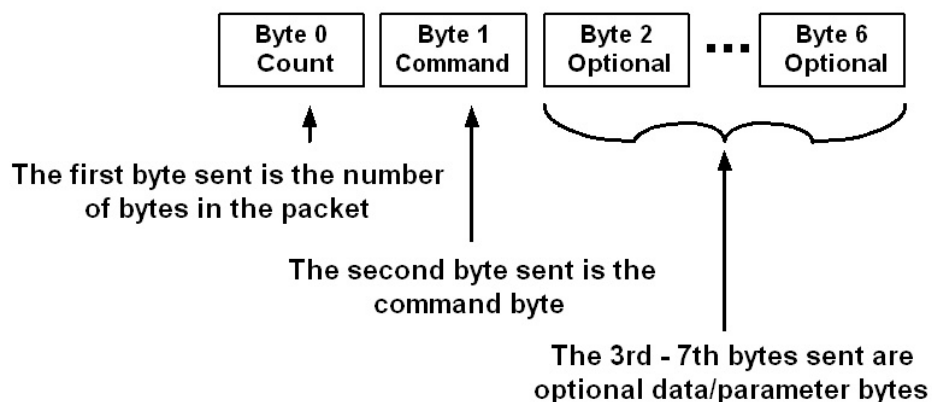 Byte 0
Count
Byte 1
Command
Byte 2
Optional
Byte 6
Optional
The first byte sent is the number
of bytes in the packet
The second byte sent is the
command byte
The 3rd - 7th bytes sent are
optional data/parameter bytes